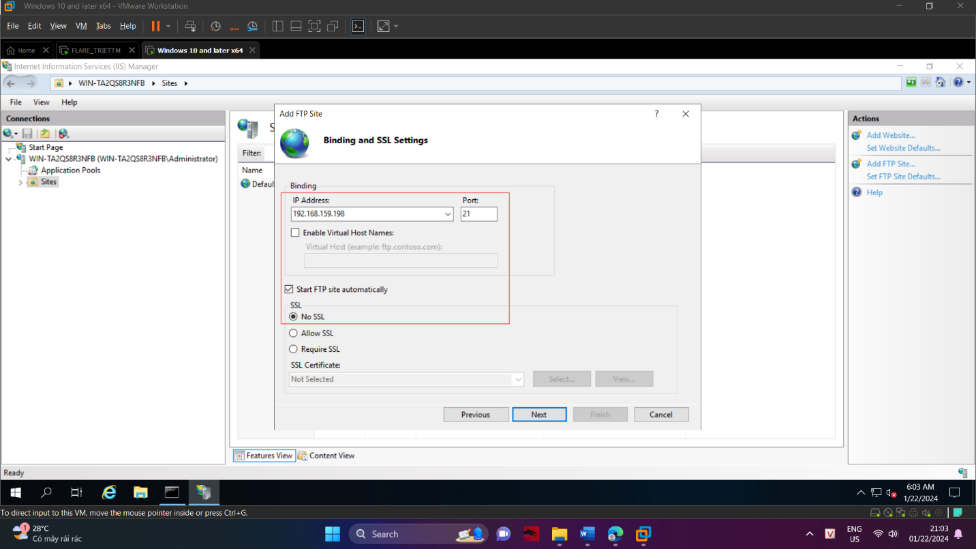 Windows 10 and later x64 - VMware Workstation
File Edit View VM Tabs Help
Home FLARE_TRIETTM Windows 10 and later x64
Internet Information Services (IIS) Manager
WIN-TA2QS8R3NFB Sites
File View Help
Connections
Start Page
WIN-TA2QS8R3NFB (WIN-TA2QS8R3NFB\Administrator)
Application Pools
Sites
S
Filter:
Name
Defaul
Add FTP Site
?
Binding and SSL Settings
Binding
IP Address: Port:
192.168.159.198 21
Enable Virtual Host Names:
Virtual Host (example: ftp.contoso.com):
Start FTP site automatically
SSL
No SSL
Allow SSL
Require SSL
SSL Certificate:
Not Selected Select... View...
Previous Next Finish Cancel
Actions
Add Website...
Set Website Defaults...
Add FTP Site...
Set FTP Site Defaults...
Help
Features View Content View
Ready
6:03 AM
1/22/2024
To direct input to this VM, move the mouse pointer inside or press Ctrl+G.
1
28°C
Có mây rải rác
Search
ENG
US
21:03
01/22/2024